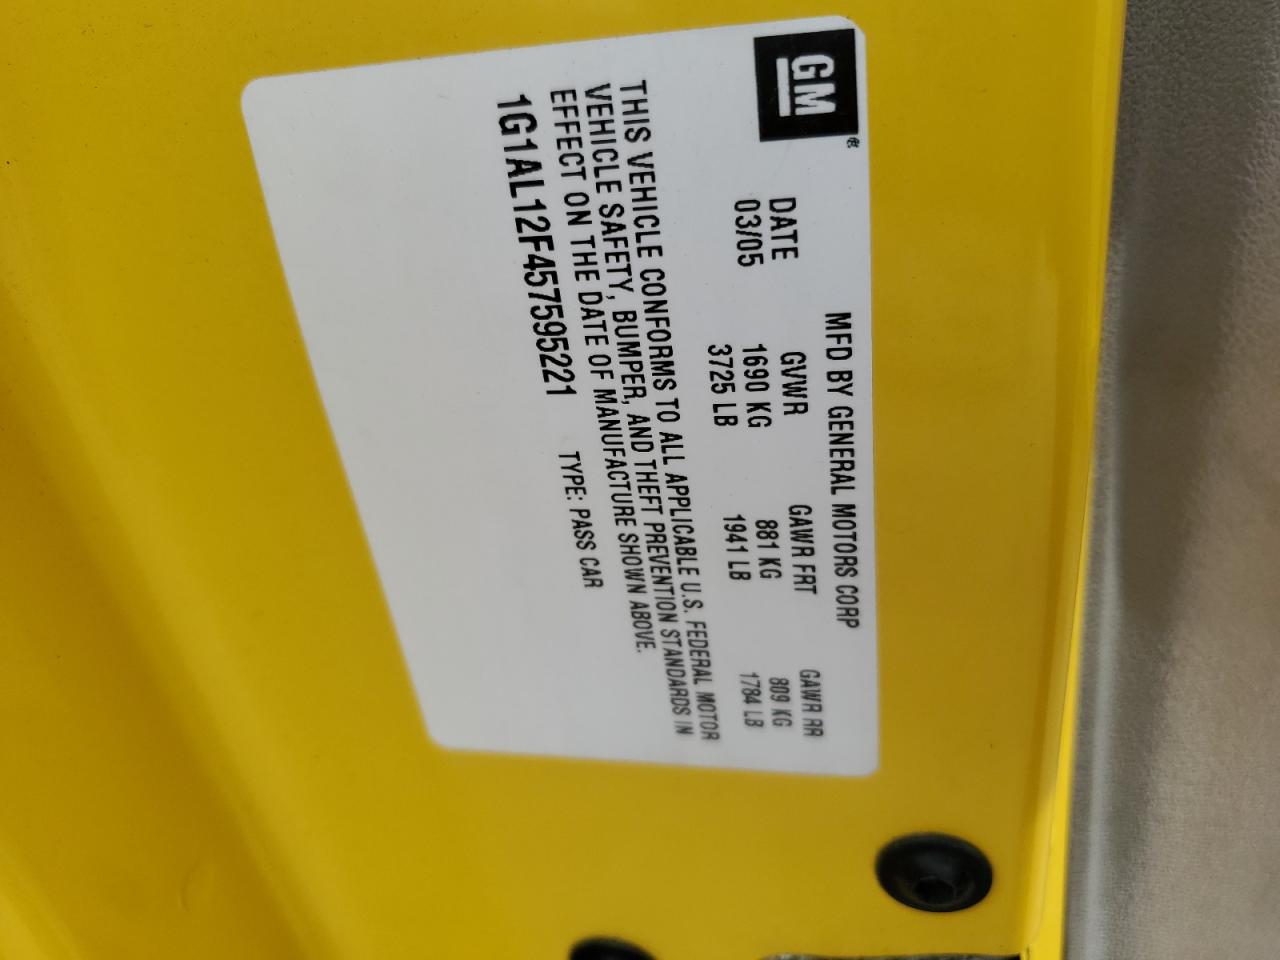 GM
MFD BY GENERAL MOTORS CORP
DATE GVWR GAWR FRT GAWR RR
03/05 1690 KG 881 KG 809 KG
3725 LB 1941 LB 1784 LB
THIS VEHICLE CONFORMS TO ALL APPLICABLE U.S. FEDERAL MOTOR
VEHICLE SAFETY, BUMPER, AND THEFT PREVENTION STANDARDS IN
EFFECT ON THE DATE OF MANUFACTURE SHOWN ABOVE.
1G1AL12F457595221 TYPE: PASS CAR